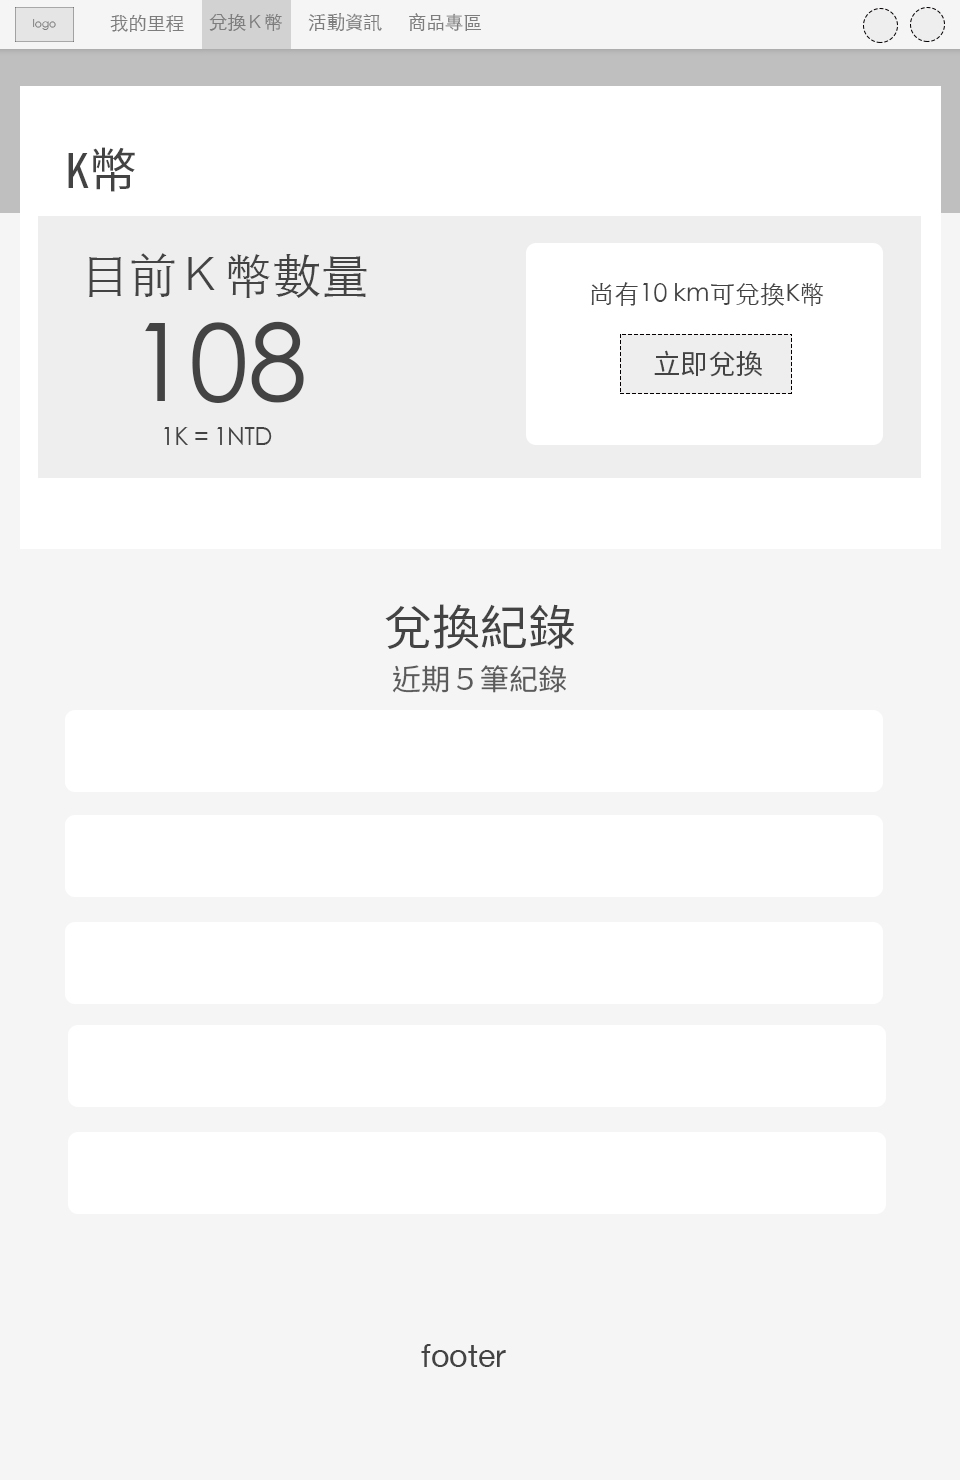 logo
我的里程
兌換K幣
活動資訊
商品專區
K幣
目前K幣數量
108
1K = 1NTD
尚有10 km可兌換K幣
立即兌換
兌換紀錄
近期5筆紀錄
footer